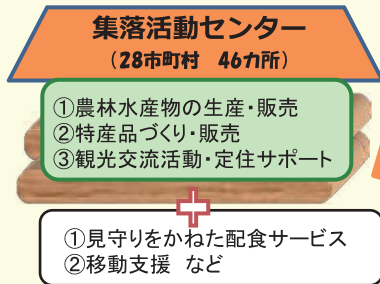 集落活動センター
(28市町村 46カ所)
①農林水産物の生産・販売
②特産品づくり・販売
③観光交流活動・定住サポート
①見守りをかねた配食サービス
②移動支援 など